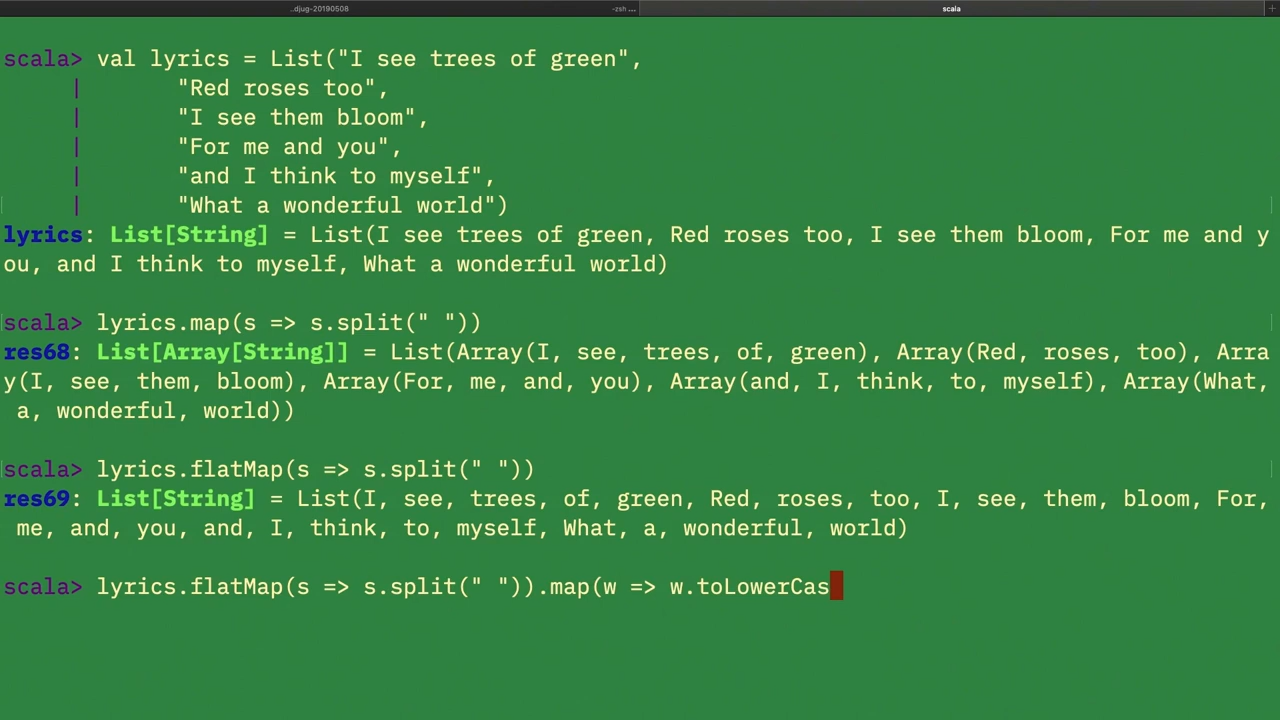 ..djug-20190508
-zsh ...
scala
scala> val lyrics = List("I see trees of green",
     |       "Red roses too",
     |       "I see them bloom",
     |       "For me and you",
     |       "and I think to myself",
     |       "What a wonderful world")
lyrics: List[String] = List(I see trees of green, Red roses too, I see them bloom, For me and y
ou, and I think to myself, What a wonderful world)
scala> lyrics.map(s => s.split(" "))
res68: List[Array[String]] = List(Array(I, see, trees, of, green), Array(Red, roses, too), Arra
y(I, see, them, bloom), Array(For, me, and, you), Array(and, I, think, to, myself), Array(What,
 a, wonderful, world))
scala> lyrics.flatMap(s => s.split(" "))
res69: List[String] = List(I, see, trees, of, green, Red, roses, too, I, see, them, bloom, For,
 me, and, you, and, I, think, to, myself, What, a, wonderful, world)
scala> lyrics.flatMap(s => s.split(" ")).map(w => w.toLowerCas